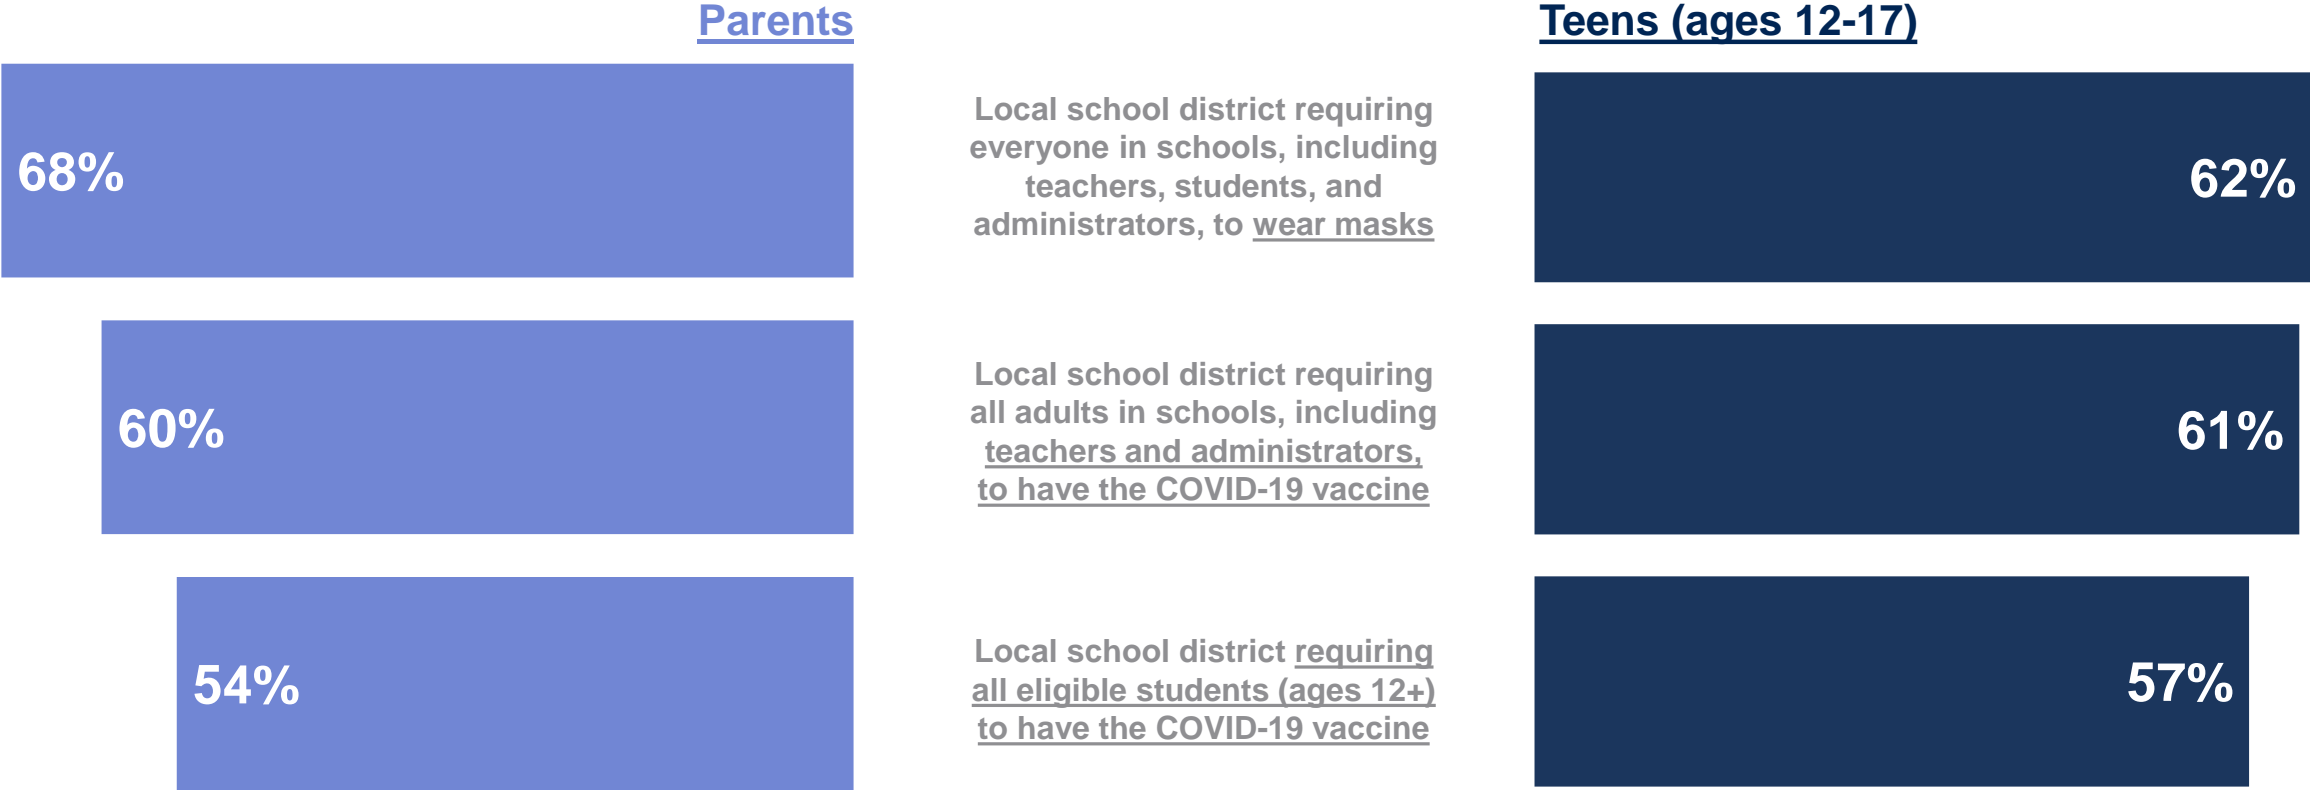 Parents
Teens (ages 12-17)
68%
Local school district requiring
everyone in schools, including
teachers, students, and
administrators, to wear masks
62%
60%
Local school district requiring
all adults in schools, including
teachers and administrators,
to have the COVID-19 vaccine
61%
54%
Local school district requiring
all eligible students (ages 12+)
to have the COVID-19 vaccine
57%